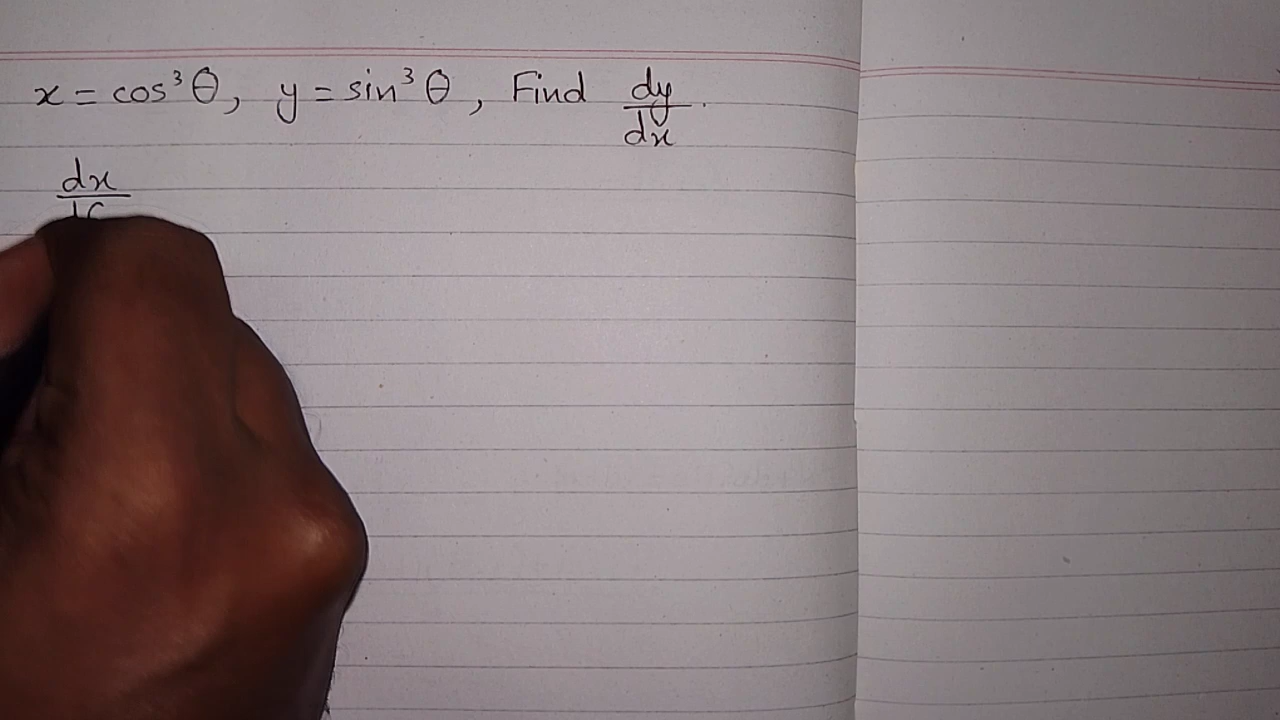 x = cos³θ, y = sin³θ, Find dy/dx.
dx